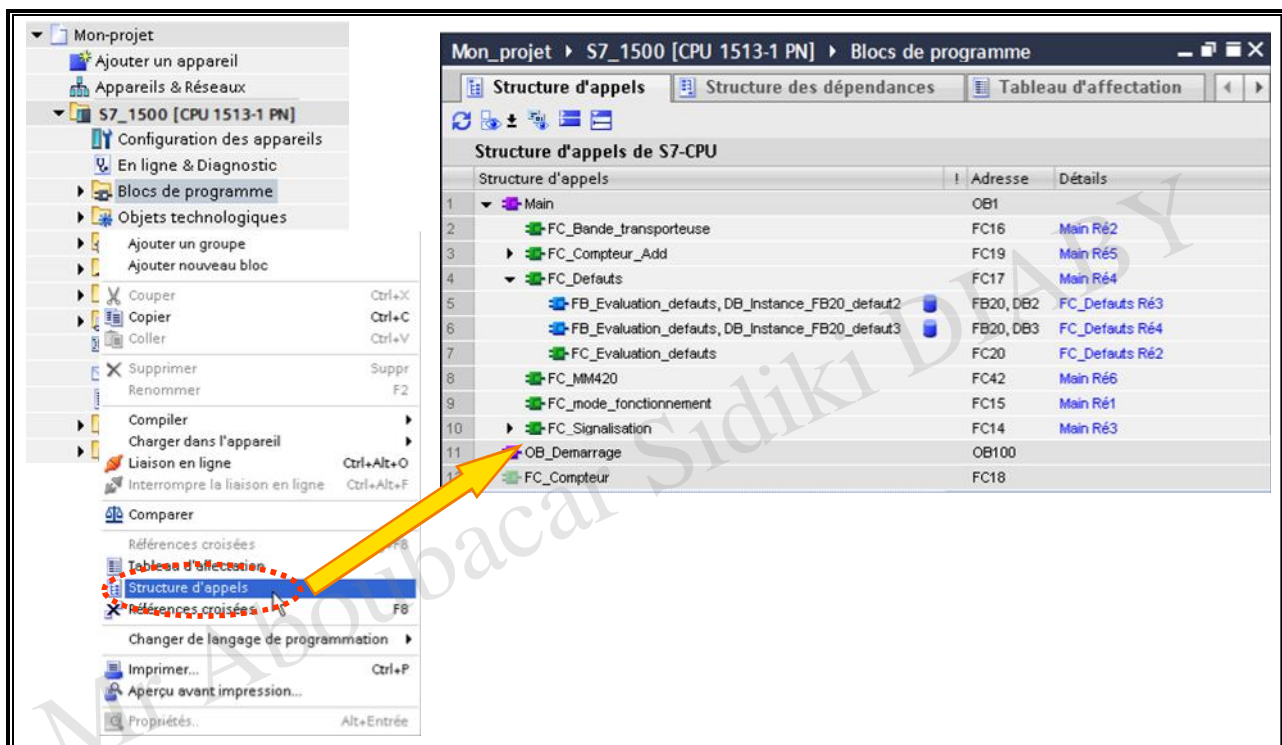 Mon-projet
Ajouter un appareil
Appareils & Réseaux
S7_1500 [CPU 1513-1 PN]
Configuration des appareils
En ligne & Diagnostic
Blocs de programme
Objets technologiques
Ajouter un groupe
Ajouter nouveau bloc
Couper Ctrl+X
Copier Ctrl+C
Coller Ctrl+V
Supprimer Suppr
Renommer F2
Compiler
Charger dans l'appareil
Liaison en ligne Ctrl+Alt+O
Interrompre la liaison en ligne Ctrl+Alt+F
Comparer
Références croisées +F8
Tableau d'affectation
Structure d'appels
Références croisées F8
Changer de langage de programmation
Imprimer... Ctrl+P
Aperçu avant impression...
Propriétés.. Alt+Entrée
Mon_projet S7_1500 [CPU 1513-1 PN] Blocs de programme
Structure d'appels Structure des dépendances Tableau d'affectation
Structure d'appels de S7-CPU
Structure d'appels ! Adresse Détails
1 Main OB1
2 FC_Bande_transporteuse FC16 Main Ré2
3 FC_Compteur_Add FC19 Main Ré5
4 FC_Defauts FC17 Main Ré4
5 FB_Evaluation_defauts, DB_Instance_FB20_defaut2 FB20, DB2 FC_Defauts Ré3
6 FB_Evaluation_defauts, DB_Instance_FB20_defaut3 FB20, DB3 FC_Defauts Ré4
7 FC_Evaluation_defauts FC20 FC_Defauts Ré2
8 FC_MM420 FC42 Main Ré6
9 FC_mode_fonctionnement FC15 Main Ré1
10 FC_Signalisation FC14 Main Ré3
11 OB_Demarrage OB100
12 FC_Compteur FC18
Mr Aboubacar Sidiki DIABY